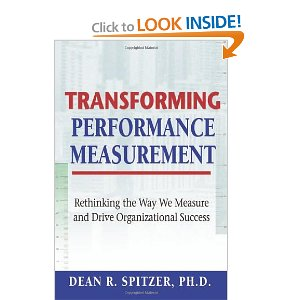 Click to LOOK INSIDE!
TRANSFORMING
PERFORMANCE
MEASUREMENT
Rethinking the Way We Measure
and Drive Organizational Success
DEAN R. SPITZER, PH.D.